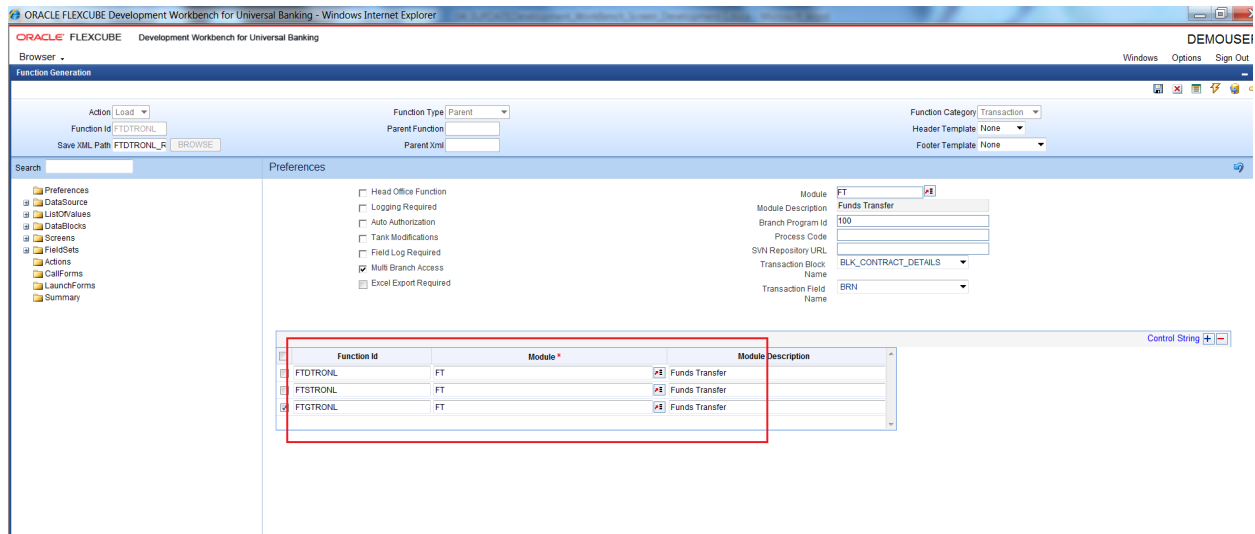 ORACLE FLEXCUBE Development Workbench for Universal Banking - Windows Internet Explorer
ORACLE FLEXCUBE Development Workbench for Universal Banking DEMOUSER
Browser Windows Options Sign Out
Function Generation
Action Load Function Type Parent Function Category Transaction
Function Id FTDTRONL Parent Function Header Template None
Save XML Path FTDTRONL_R BROWSE Parent Xml Footer Template None
Search Preferences
Preferences
DataSource
ListOfValues
DataBlocks
Screens
FieldSets
Actions
CallForms
LaunchForms
Summary
Head Office Function
Logging Required
Auto Authorization
Tank Modifications
Field Log Required
Multi Branch Access
Excel Export Required
Module FT
Module Description Funds Transfer
Branch Program Id 100
Process Code
SVN Repository URL
Transaction Block Name BLK_CONTRACT_DETAILS
Transaction Field Name BRN
Control String + -
Function Id Module * Module Description
FTDTRONL FT Funds Transfer
FTSTRONL FT Funds Transfer
FTGTRONL FT Funds Transfer